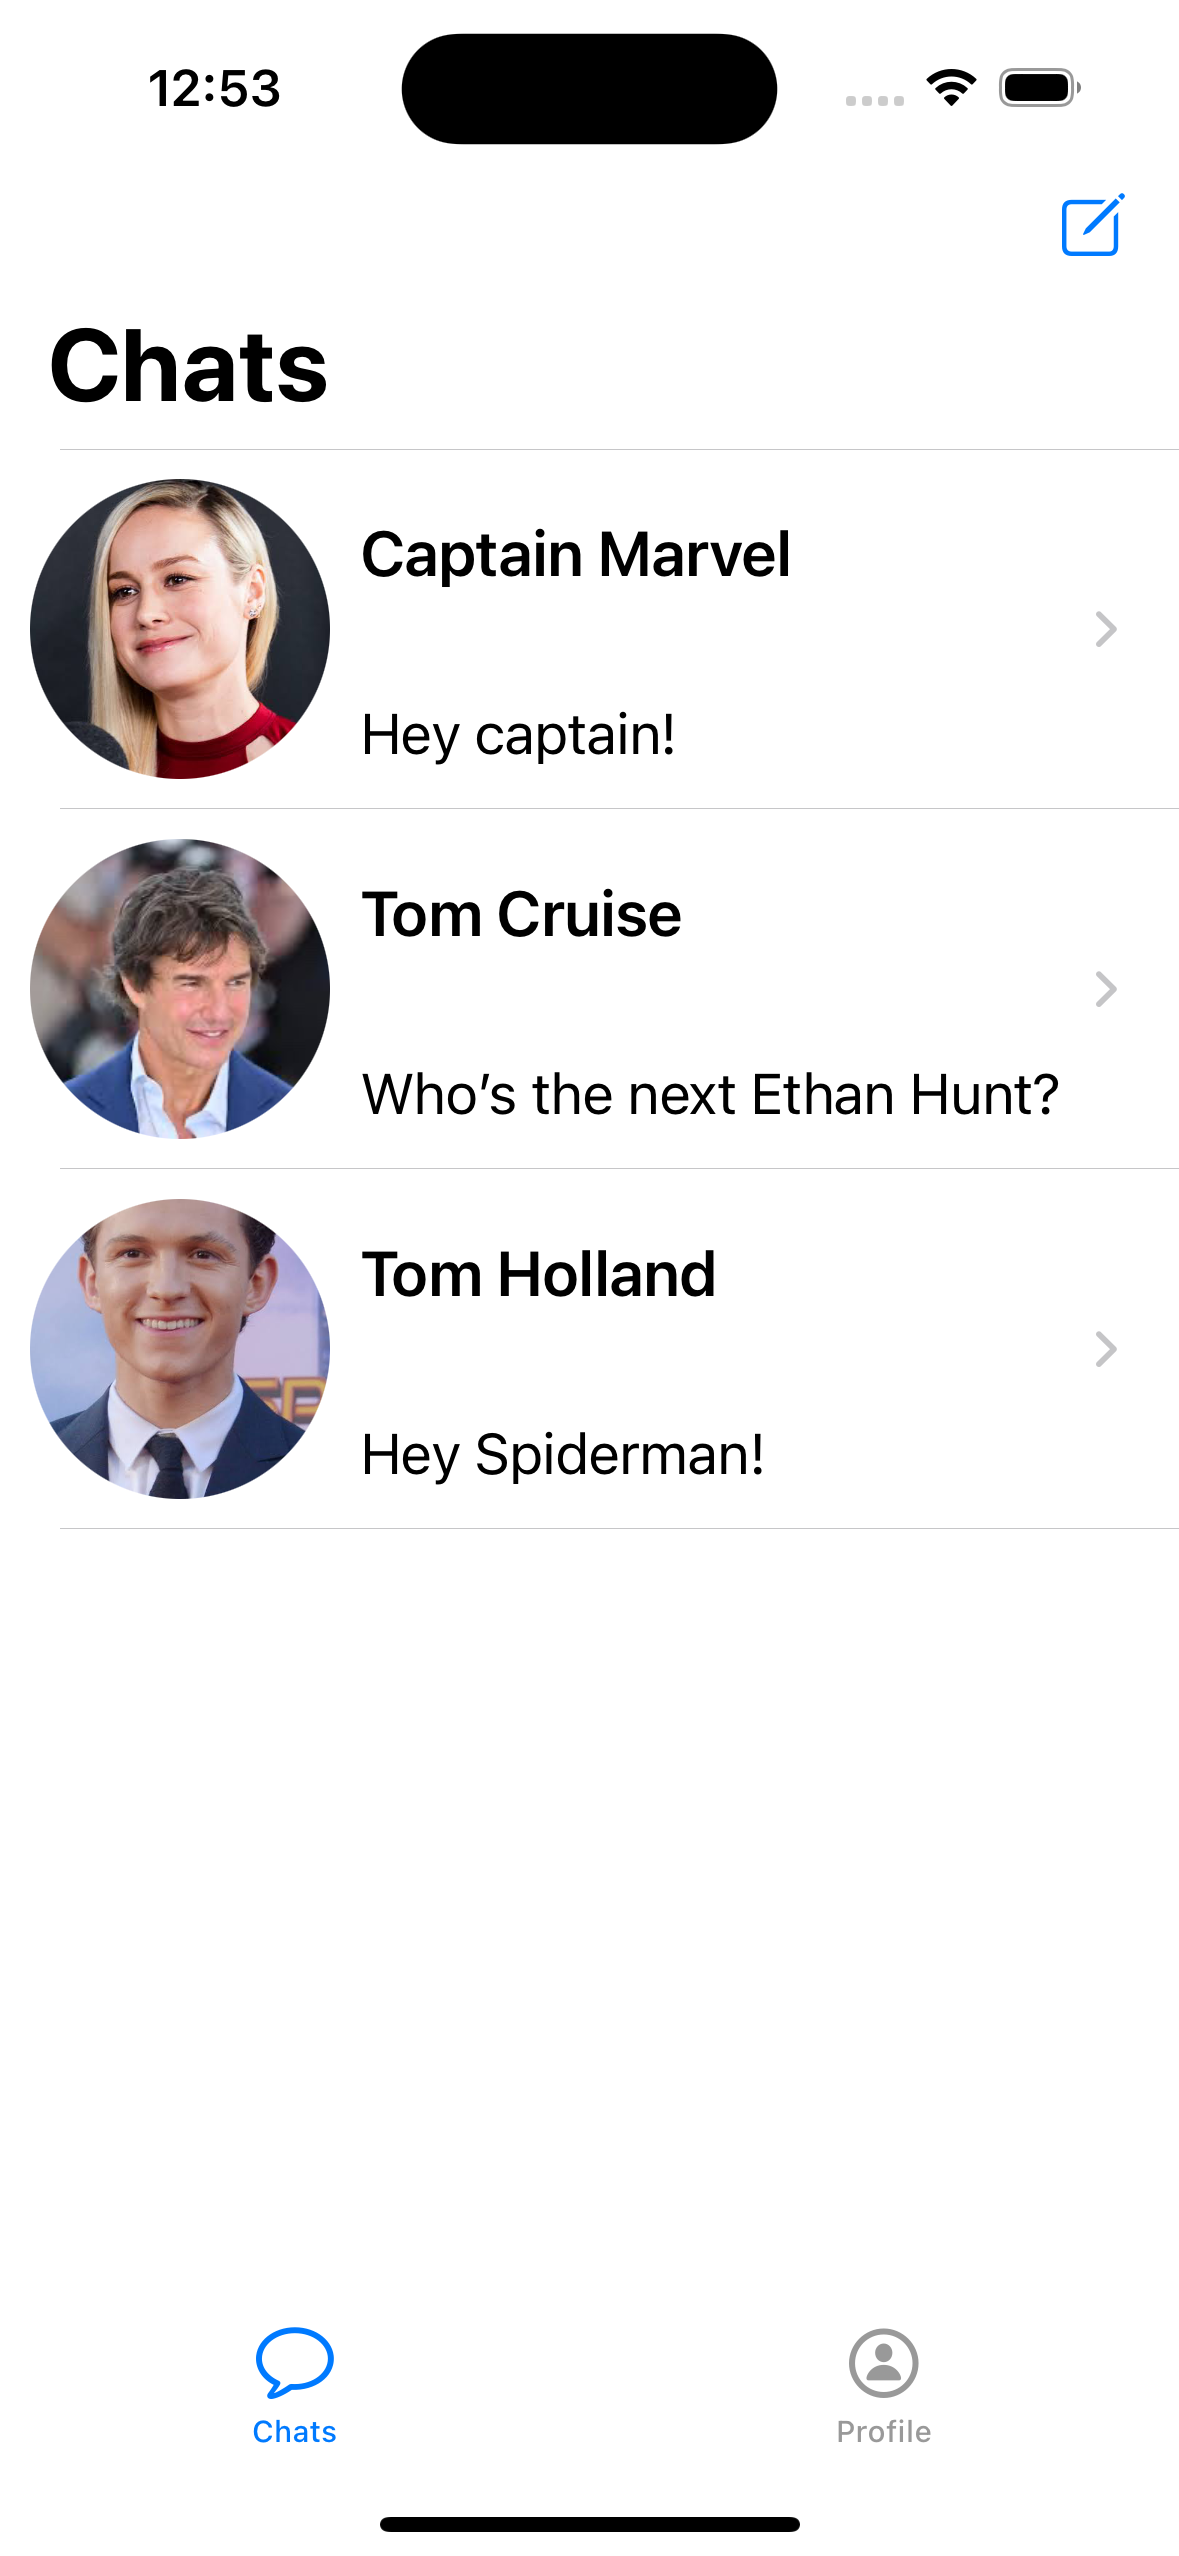 12:53
Chats
Captain Marvel
Hey captain!
Tom Cruise
Who’s the next Ethan Hunt?
Tom Holland
Hey Spiderman!
Chats
Profile